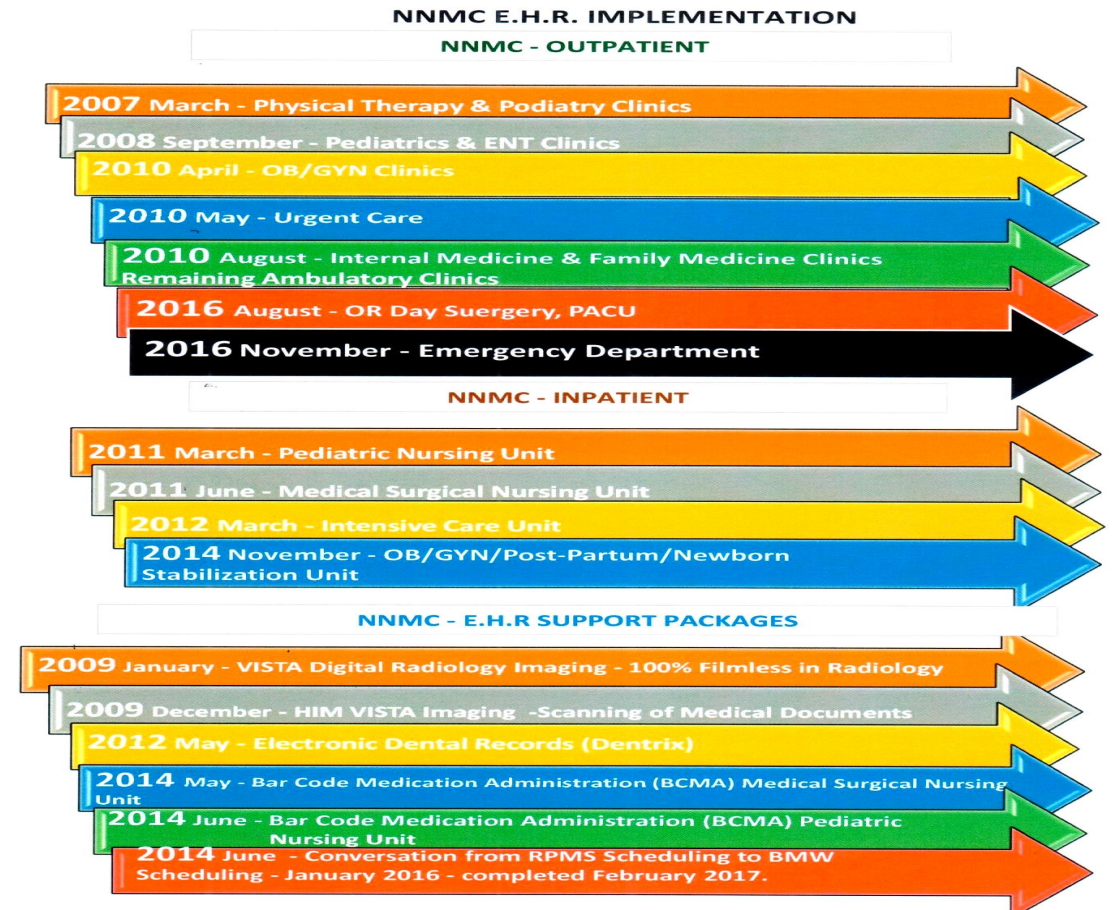 NNMC E.H.R. IMPLEMENTATION
NNMC - OUTPATIENT
2007 March - Physical Therapy & Podiatry Clinics
2008 September - Pediatrics & ENT Clinics
2010 April - OB/GYN Clinics
2010 May - Urgent Care
2010 August - Internal Medicine & Family Medicine Clinics
Remaining Ambulatory Clinics
2016 August - OR Day Suergery, PACU
2016 November - Emergency Department
NNMC - INPATIENT
2011 March - Pediatric Nursing Unit
2011 June - Medical Surgical Nursing Unit
2012 March - Intensive Care Unit
2014 November - OB/GYN/Post-Partum/Newborn
Stabilization Unit
NNMC - E.H.R SUPPORT PACKAGES
2009 January - VISTA Digital Radiology Imaging - 100% Filmless in Radiology
2009 December - HIM VISTA Imaging -Scanning of Medical Documents
2012 May - Electronic Dental Records (Dentrix)
2014 May - Bar Code Medication Administration (BCMA) Medical Surgical Nursing
Unit
2014 June - Bar Code Medication Administration (BCMA) Pediatric
Nursing Unit
2014 June - Conversation from RPMS Scheduling to BMW
Scheduling - January 2016 - completed February 2017.